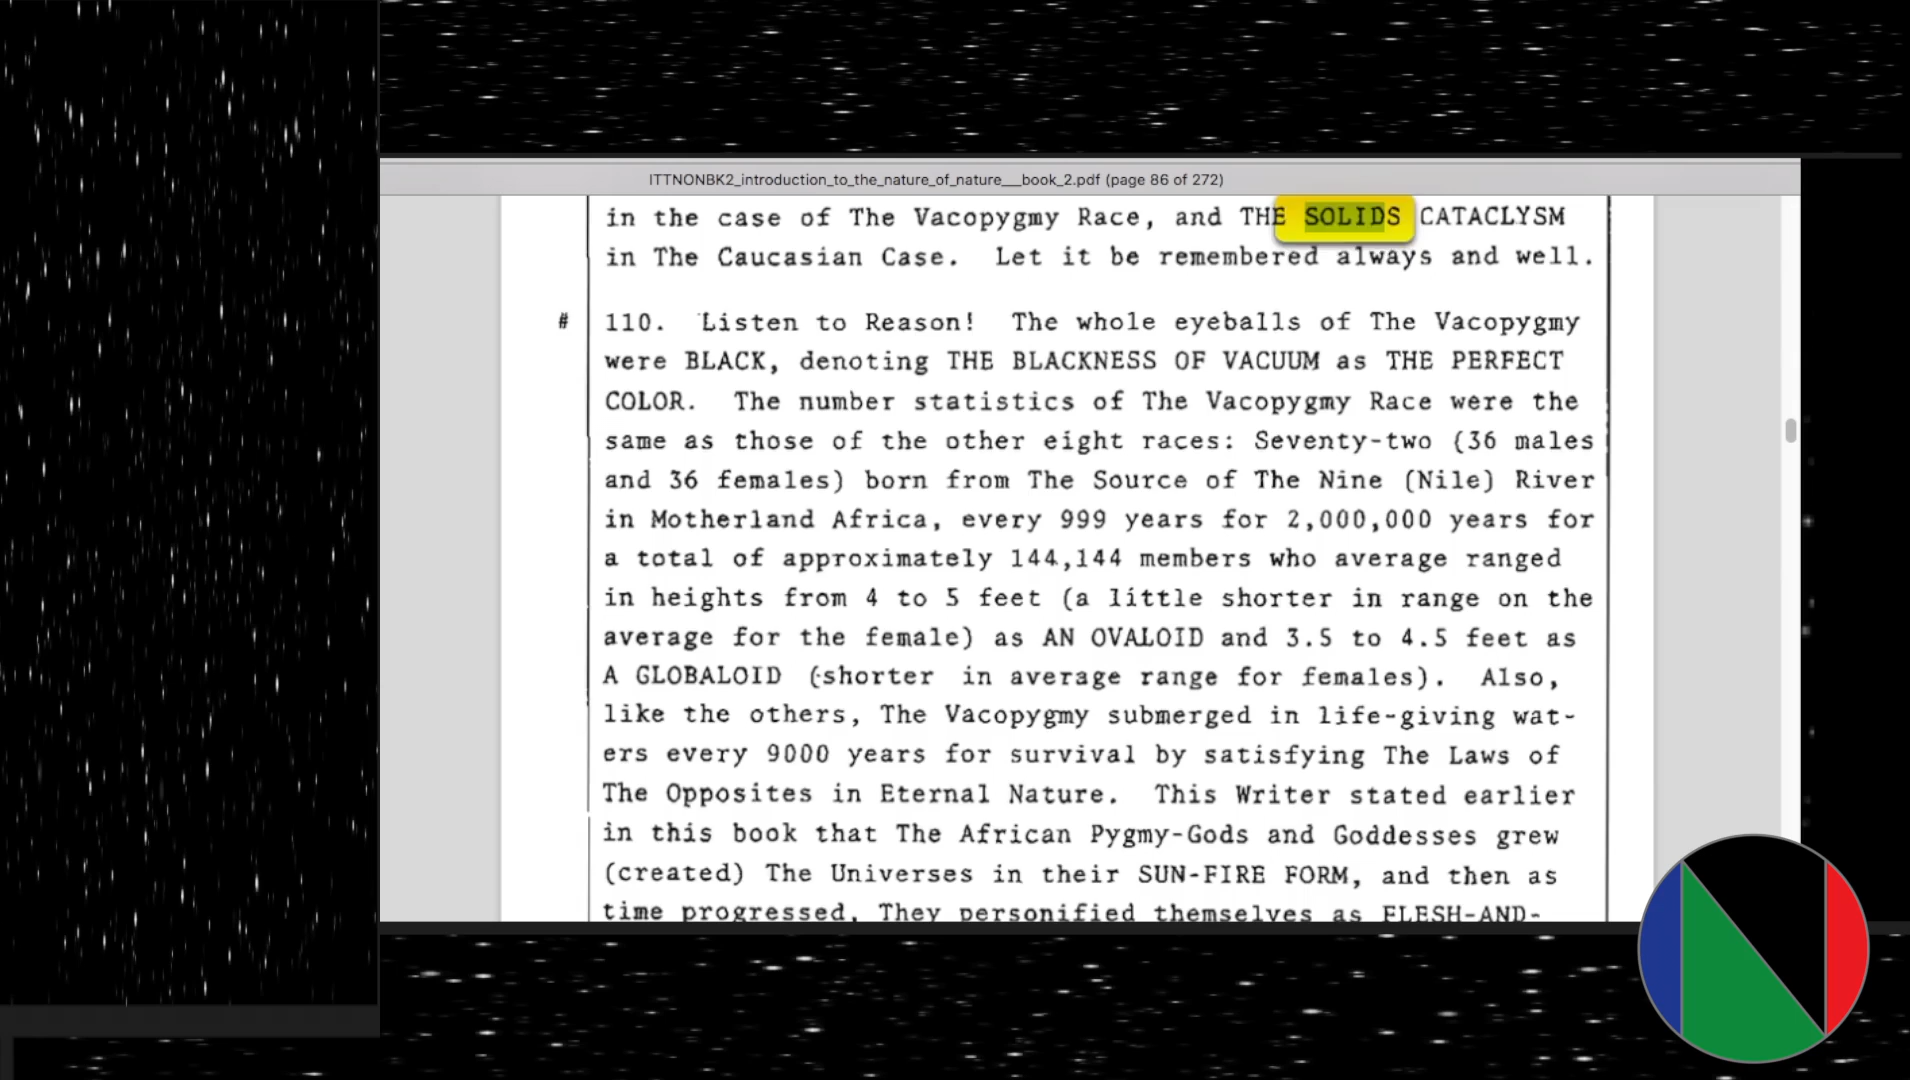 ITTNONBK2_introduction_to_the_nature_of_nature__book_2.pdf (page 86 of 272)
in the case of The Vacopygmy Race, and THE SOLIDS CATACLYSM
in The Caucasian Case. Let it be remembered always and well.
# 110. Listen to Reason! The whole eyeballs of The Vacopygmy
were BLACK, denoting THE BLACKNESS OF VACUUM as THE PERFECT
COLOR. The number statistics of The Vacopygmy Race were the
same as those of the other eight races: Seventy-two (36 males
and 36 females) born from The Source of The Nine (Nile) River
in Motherland Africa, every 999 years for 2,000,000 years for
a total of approximately 144,144 members who average ranged
in heights from 4 to 5 feet (a little shorter in range on the
average for the female) as AN OVALOID and 3.5 to 4.5 feet as
A GLOBALOID (shorter in average range for females). Also,
like the others, The Vacopygmy submerged in life-giving wat-
ers every 9000 years for survival by satisfying The Laws of
The Opposites in Eternal Nature. This Writer stated earlier
in this book that The African Pygmy-Gods and Goddesses grew
(created) The Universes in their SUN-FIRE FORM, and then as
time progressed, They personified themselves as FLESH-AND-